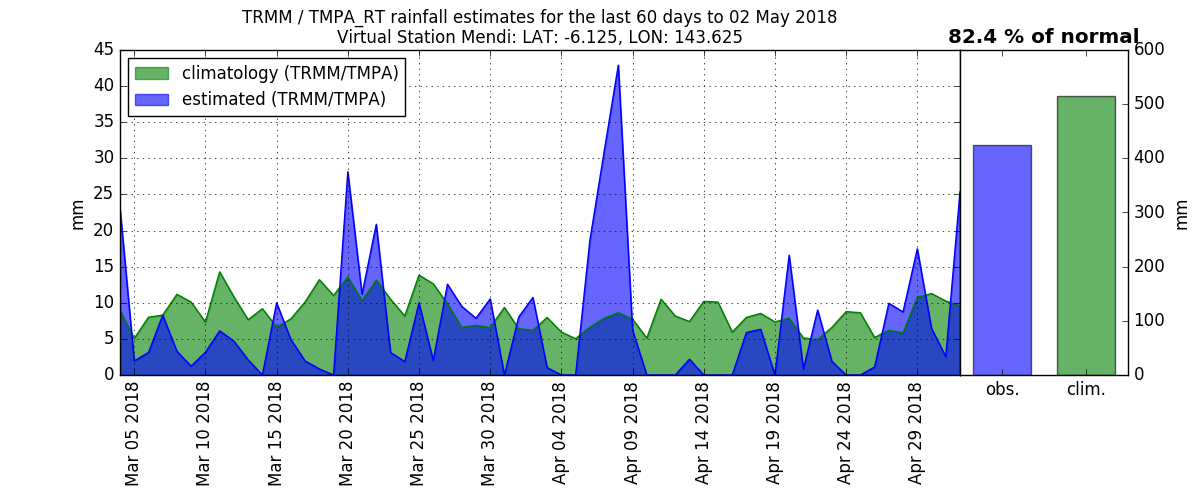 TRMM / TMPA_RT rainfall estimates for the last 60 days to 02 May 2018
Virtual Station Mendi: LAT: -6.125, LON: 143.625
82.4 % of normal
climatology (TRMM/TMPA)
estimated (TRMM/TMPA)
mm
45
40
35
30
25
20
15
10
5
0
Mar 05 2018
Mar 10 2018
Mar 15 2018
Mar 20 2018
Mar 25 2018
Mar 30 2018
Apr 04 2018
Apr 09 2018
Apr 14 2018
Apr 19 2018
Apr 24 2018
Apr 29 2018
obs.
clim.
600
500
400
300
200
100
0
mm